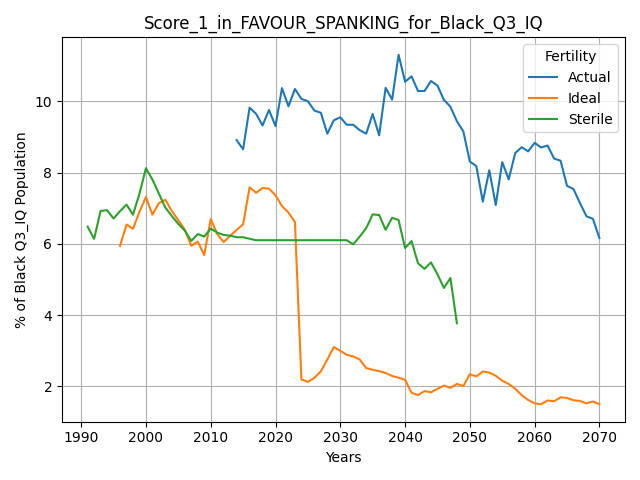 Score_1_in_FAVOUR_SPANKING_for_Black_Q3_IQ
% of Black Q3_IQ Population
10
8
6
4
2
Fertility
Actual
Ideal
Sterile
1990 2000 2010 2020 2030 2040 2050 2060 2070
Years